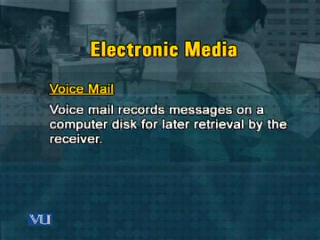 Electronic Media
Voice Mail
Voice mail records messages on a
computer disk for later retrieval by the
receiver.
VU